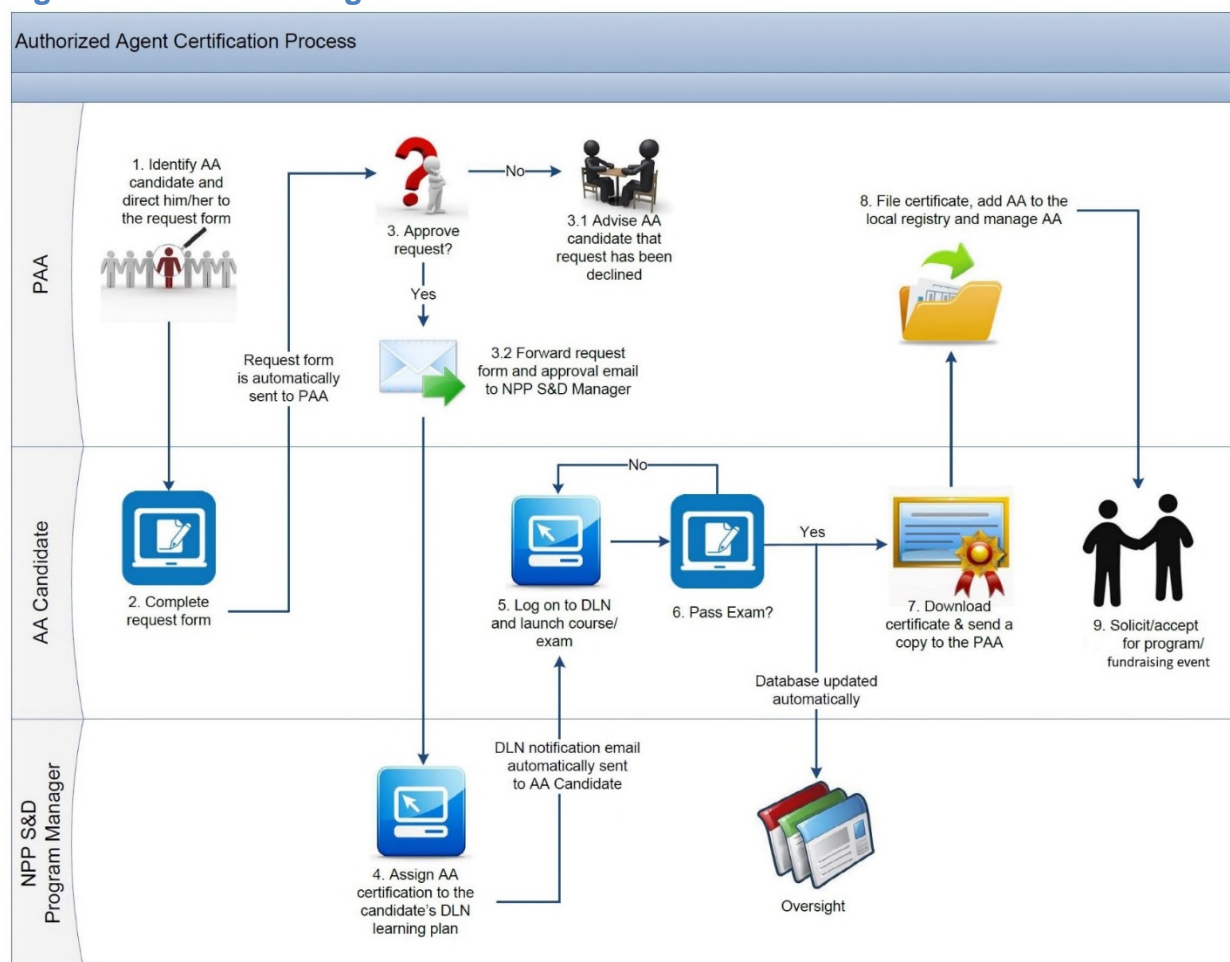 Authorized Agent Certification Process
PAA
1. Identify AA
candidate and
direct him/her to
the request form
Request form
is automatically
sent to PAA
3. Approve
request?
No
3.1 Advise AA
candidate that
request has been
declined
Yes
3.2 Forward request
form and approval email
to NPP S&D Manager
8. File certificate, add AA to the
local registry and manage AA
AA Candidate
2. Complete
request form
No
5. Log on to DLN
and launch course/
exam
6. Pass Exam?
Yes
7. Download
certificate & send a
copy to the PAA
9. Solicit/accept
for program/
fundraising event
Database updated
automatically
NPP S&D
Program Manager
DLN notification email
automatically sent
to AA Candidate
4. Assign AA
certification to the
candidate's DLN
learning plan
Oversight